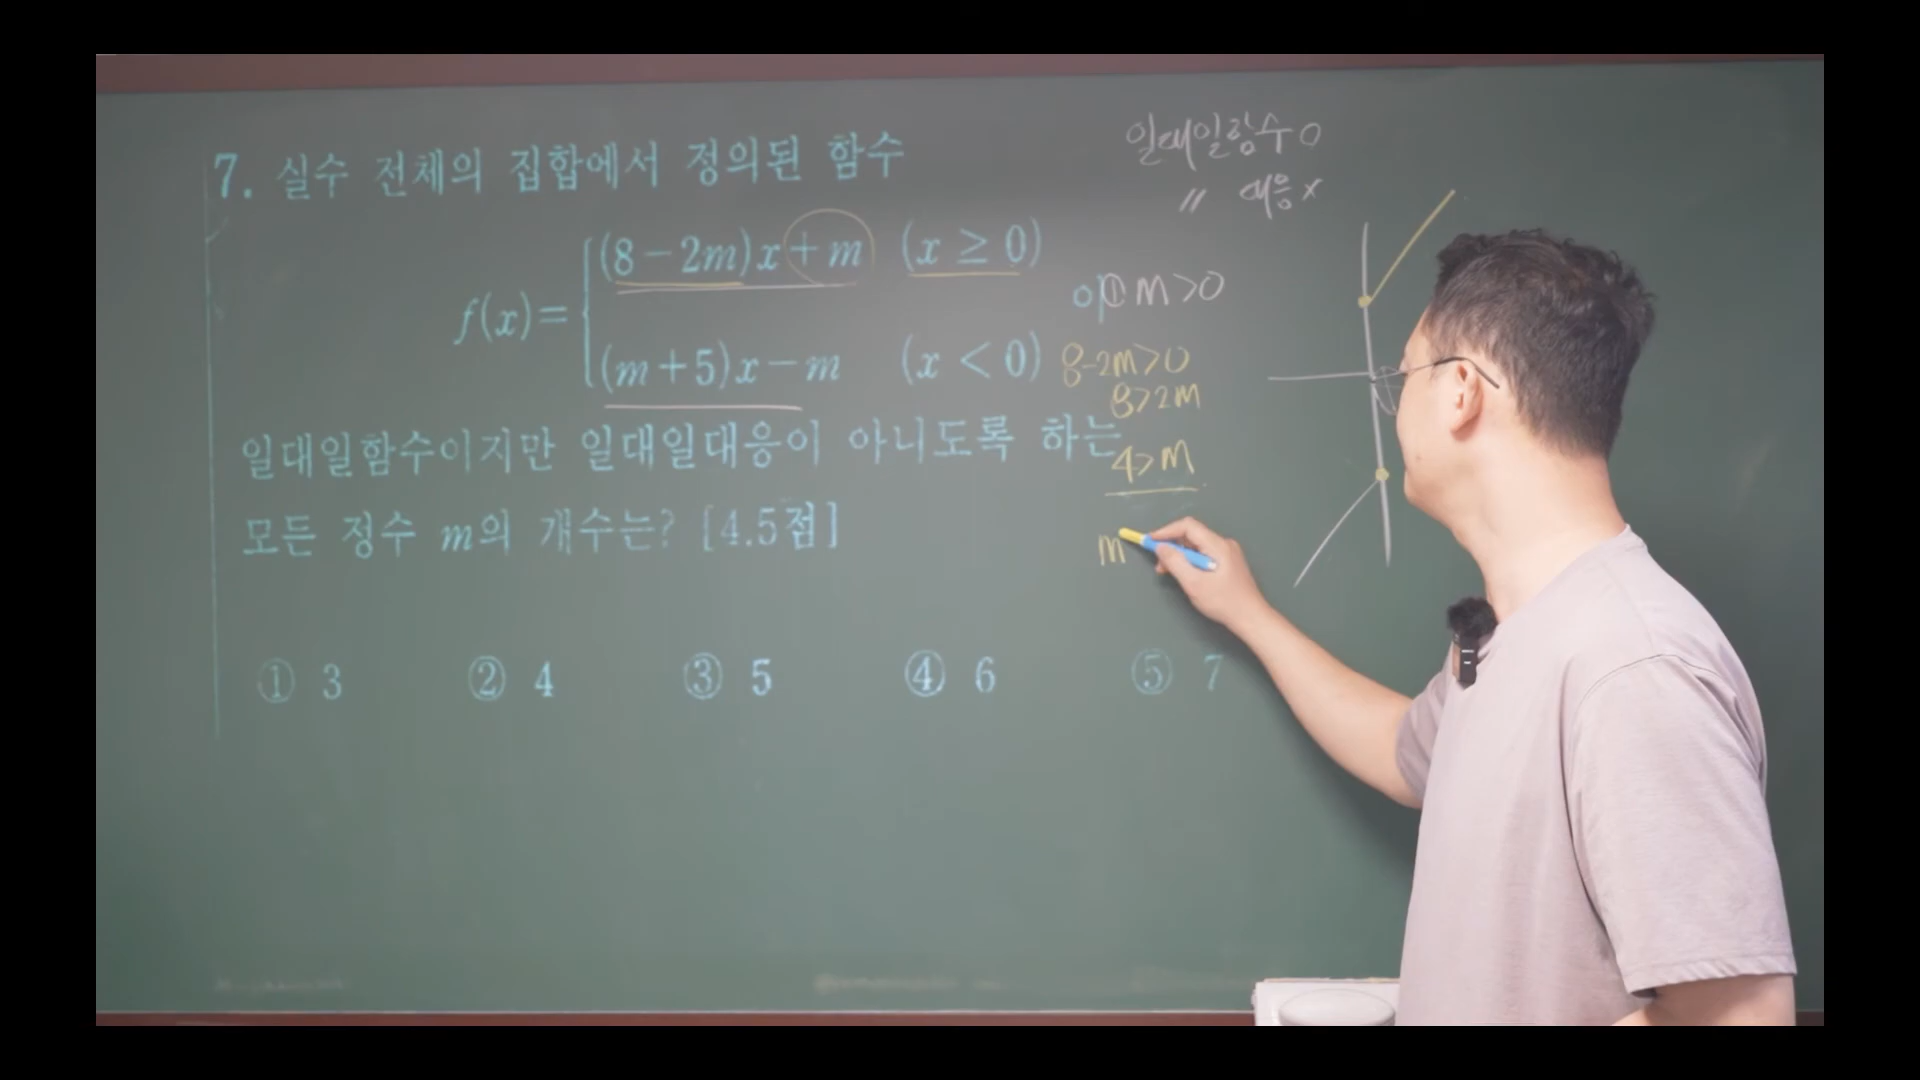 7. 실수 전체의 집합에서 정의된 함수
f(x)= { (8-2m)x+m (x ≥ 0)
(m+5)x-m (x < 0)
일대일함수이지만 일대일대응이 아니도록 하는
모든 정수 m의 개수는? [4.5점]
① 3 ② 4 ③ 5 ④ 6 ⑤ 7
일대일함수 o
〃 대응 x
① m>0
8-2m>0
8>2m
4>m
m